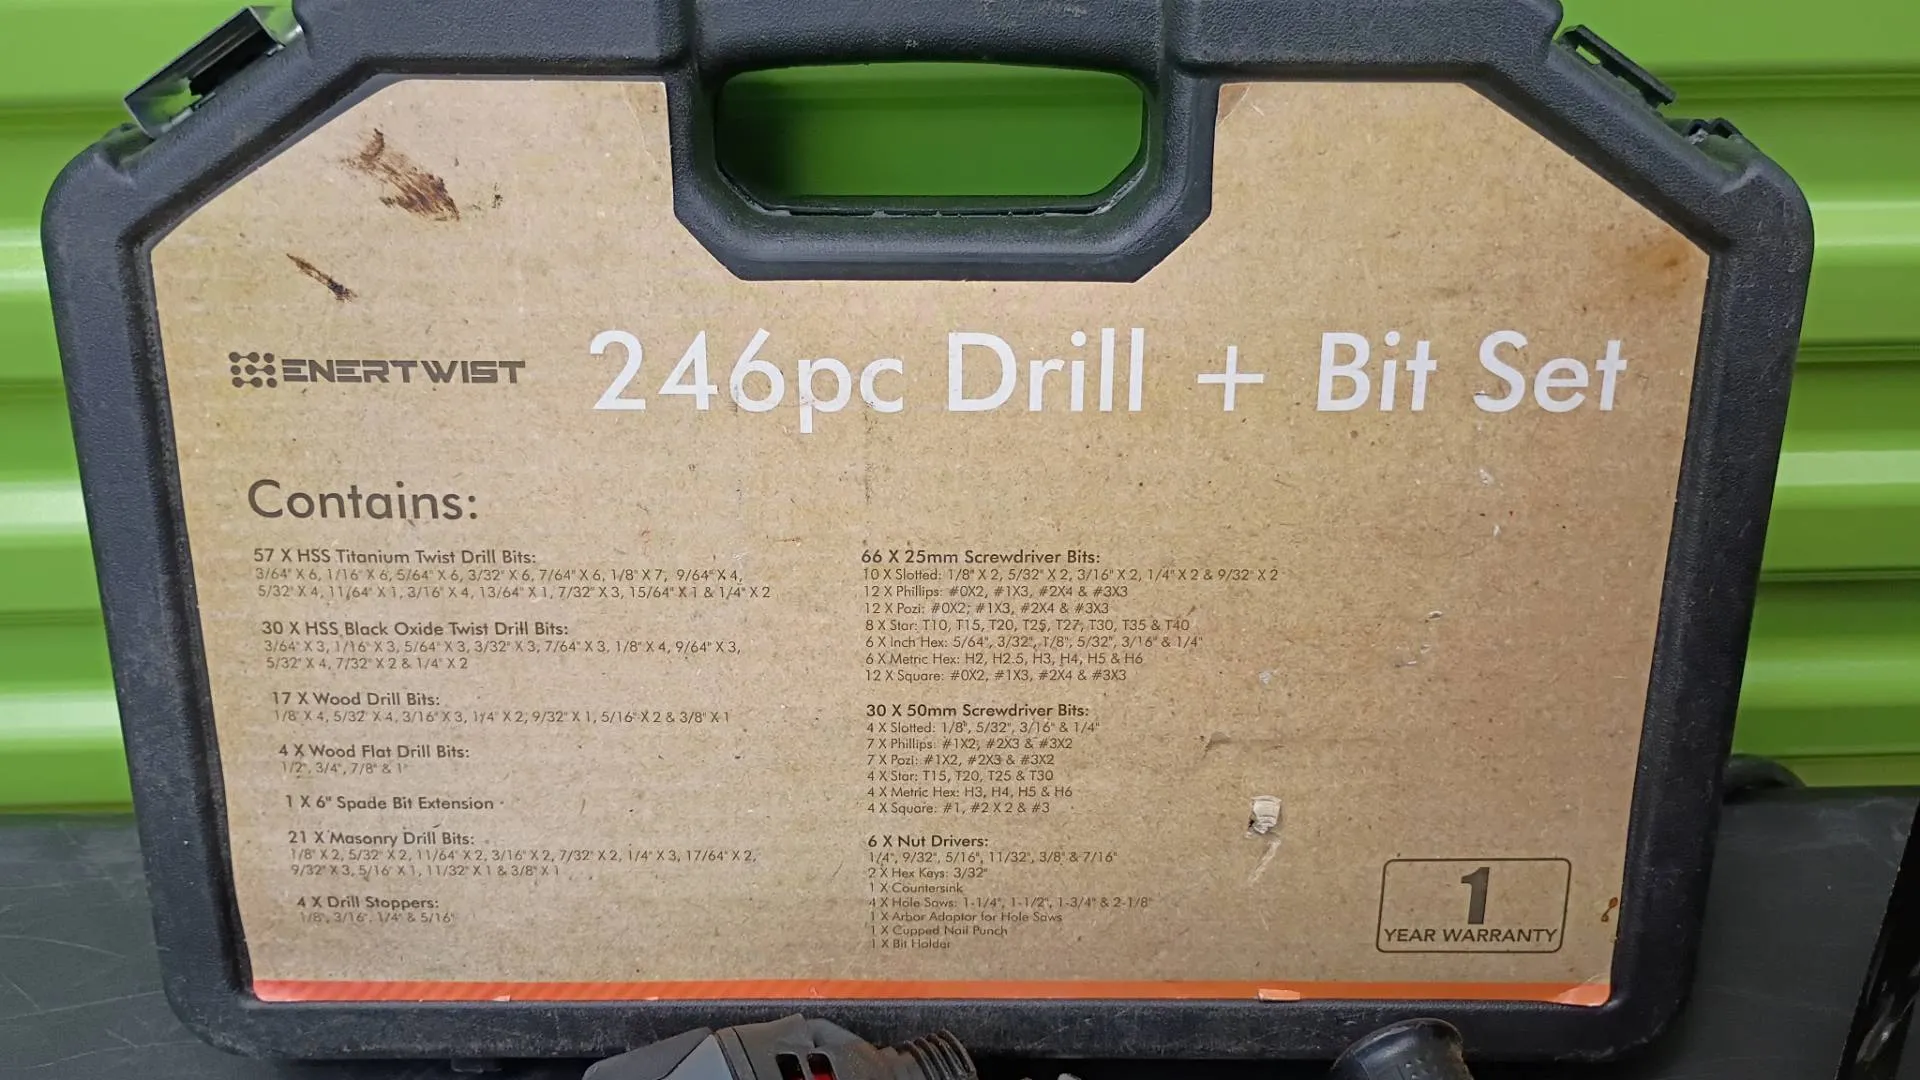 ENERTWIST
246pc Drill + Bit Set
Contains:
57 X HSS Titanium Twist Drill Bits:
3/64" X 6, 1/16" X 6, 5/64" X 6, 3/32" X 6, 7/64" X 6, 1/8" X 7, 9/64" X 4,
5/32" X 4, 11/64" X 1, 3/16" X 4, 13/64" X 1, 7/32" X 3, 15/64" X 1 & 1/4" X 2
30 X HSS Black Oxide Twist Drill Bits:
3/64" X 3, 1/16" X 3, 5/64" X 3, 3/32" X 3, 7/64" X 3, 1/8" X 4, 9/64" X 3,
5/32" X 4, 7/32" X 2 & 1/4" X 2
17 X Wood Drill Bits:
1/8" X 4, 5/32" X 4, 3/16" X 3, 1/4" X 2, 9/32" X 1, 5/16" X 2 & 3/8" X 1
4 X Wood Flat Drill Bits:
1/2", 3/4", 7/8" & 1"
1 X 6" Spade Bit Extension
21 X Masonry Drill Bits:
1/8" X 2, 5/32" X 2, 11/64" X 2, 3/16" X 2, 7/32" X 2, 1/4" X 3, 17/64" X 2,
9/32" X 3, 5/16" X 1, 11/32" X 1 & 3/8" X 1
4 X Drill Stoppers:
1/8", 3/16", 1/4" & 5/16"
66 X 25mm Screwdriver Bits:
10 X Slotted: 1/8" X 2, 5/32" X 2, 3/16" X 2, 1/4" X 2 & 9/32" X 2
12 X Phillips: #0X2, #1X3, #2X4 & #3X3
12 X Pozi: #0X2; #1X3, #2X4 & #3X3
8 X Star: T10, T15, T20, T25, T27, T30, T35 & T40
6 X Inch Hex: 5/64", 3/32", 1/8", 5/32", 3/16" & 1/4"
6 X Metric Hex: H2, H2.5, H3, H4, H5 & H6
12 X Square: #0X2, #1X3, #2X4 & #3X3
30 X 50mm Screwdriver Bits:
4 X Slotted: 1/8", 5/32", 3/16" & 1/4"
7 X Phillips: #1X2, #2X3 & #3X2
7 X Pozi: #1X2, #2X3 & #3X2
4 X Star: T15, T20, T25 & T30
4 X Metric Hex: H3, H4, H5 & H6
4 X Square: #1, #2 X 2 & #3
6 X Nut Drivers:
1/4", 9/32", 5/16", 11/32", 3/8" & 7/16"
2 X Hex Keys: 3/32"
1 X Countersink
4 X Hole Saws: 1-1/4", 1-1/2", 1-3/4" & 2-1/8"
1 X Arbor Adaptor for Hole Saws
1 X Cupped Nail Punch
1 X Bit Holder
1
YEAR WARRANTY